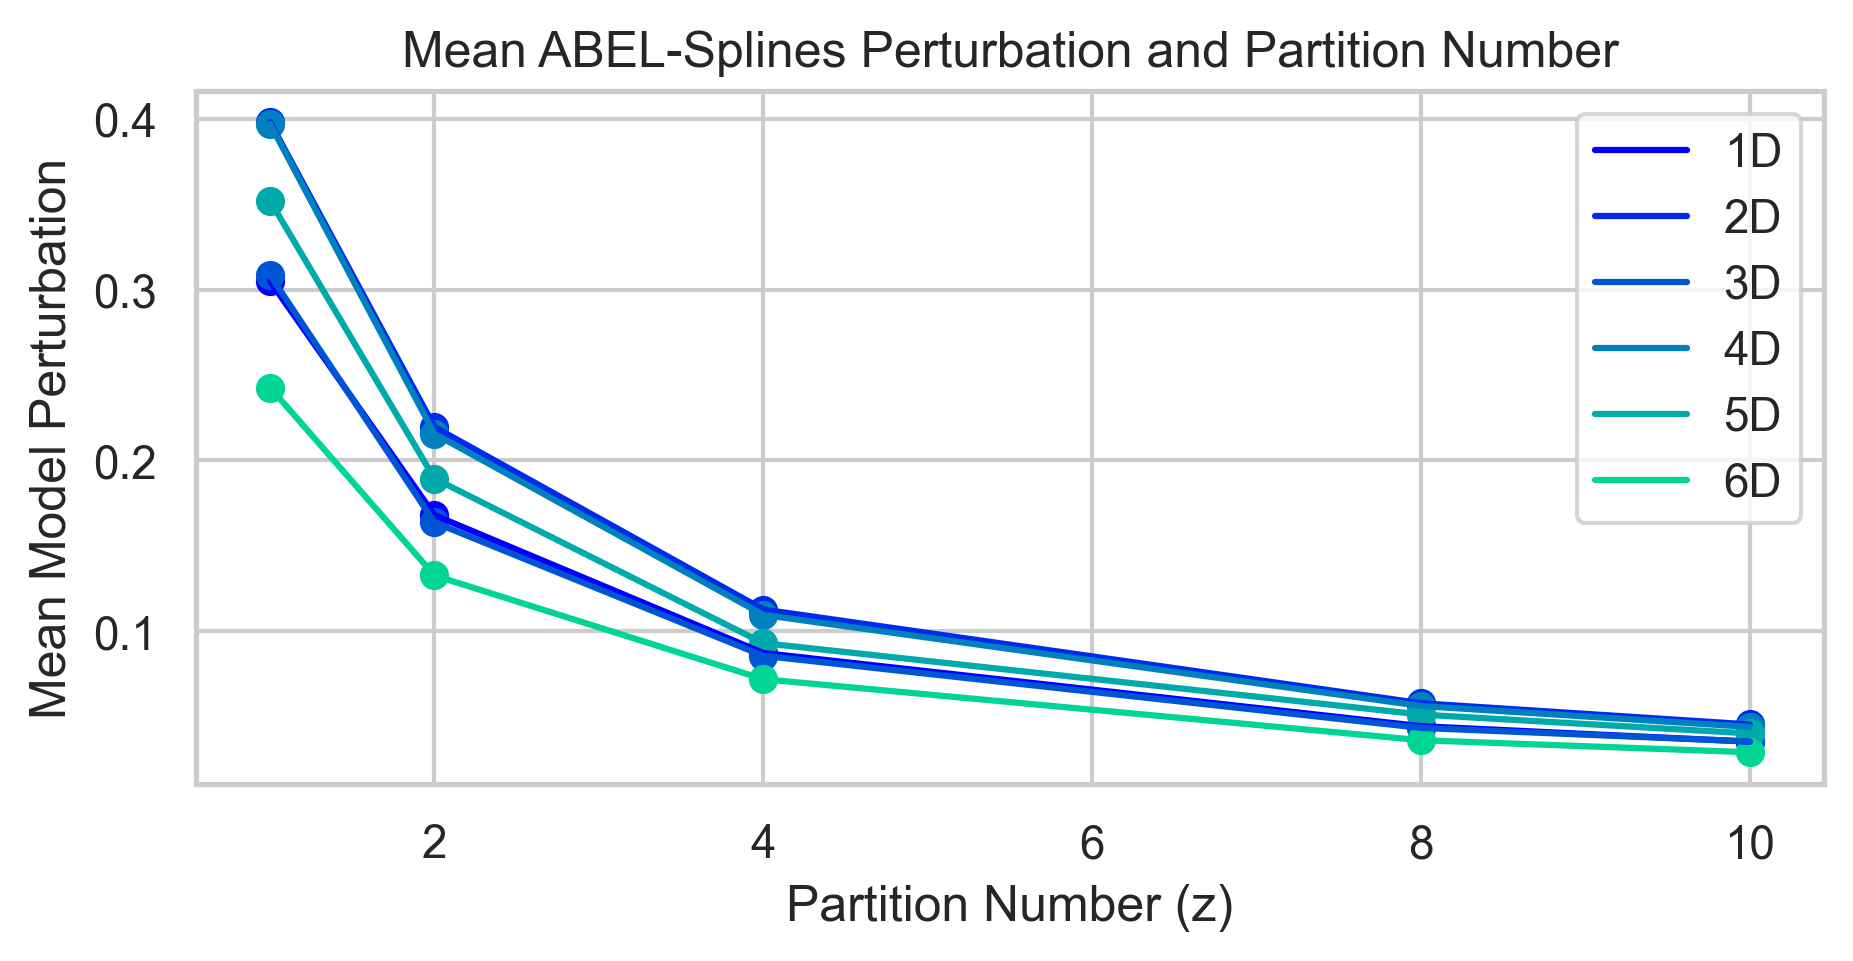 Mean ABEL-Splines Perturbation and Partition Number
Mean Model Perturbation
0.4
0.3
0.2
0.1
1D
2D
3D
4D
5D
6D
2
4
6
8
10
Partition Number (z)